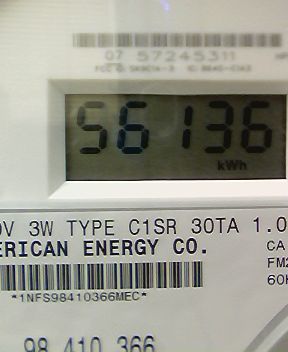 07 57245311
56136
kWh
0V 3W TYPE C1SR 30TA 1.0
ERICAN ENERGY CO.
CA
FM2
60H
*1NFS98410366MEC*
98 410 366